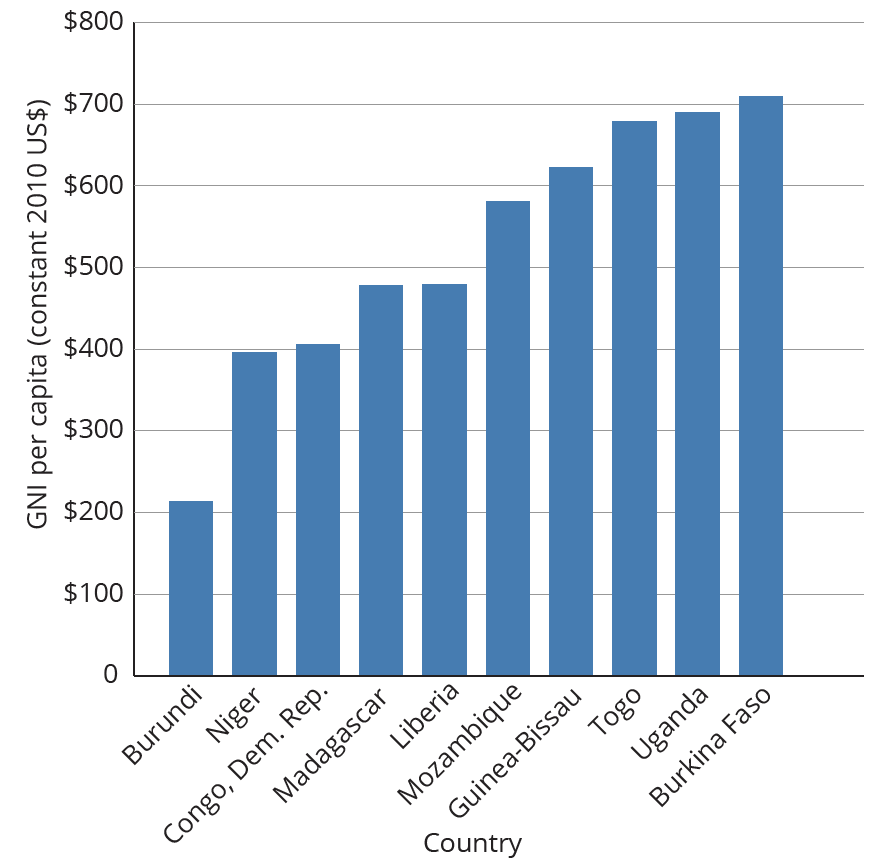 GNI per capita (constant 2010 US$)
$800
$700
$600
$500
$400
$300
$200
$100
0
Burundi
Niger
Congo, Dem. Rep.
Madagascar
Liberia
Mozambique
Guinea-Bissau
Togo
Uganda
Burkina Faso
Country